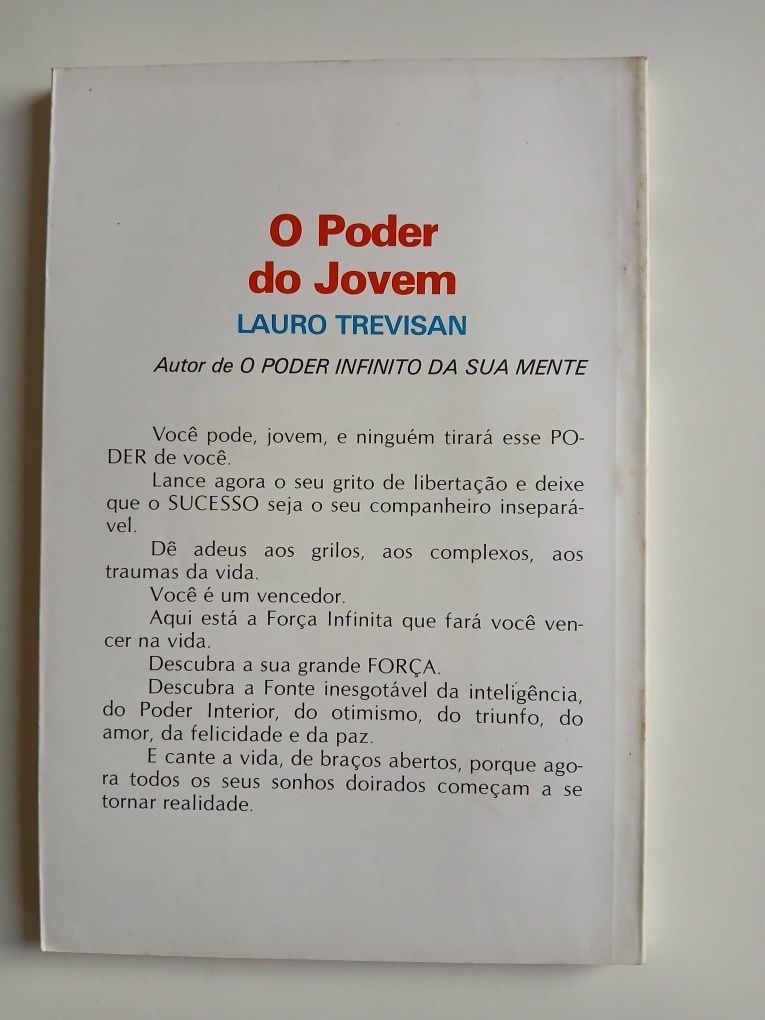 O Poder
do Jovem
LAURO TREVISAN
Autor de O PODER INFINITO DA SUA MENTE
Você pode, jovem, e ninguém tirará esse PO-
DER de você.
Lance agora o seu grito de libertação e deixe
que o SUCESSO seja o seu companheiro insepará-
vel.
Dê adeus aos grilos, aos complexos, aos
traumas da vida.
Você é um vencedor.
Aqui está a Força Infinita que fará você ven-
cer na vida.
Descubra a sua grande FORÇA.
Descubra a Fonte inesgotável da inteligência,
do Poder Interior, do otimismo, do triunfo, do
amor, da felicidade e da paz.
E cante a vida, de braços abertos, porque ago-
ra todos os seus sonhos doirados começam a se
tornar realidade.